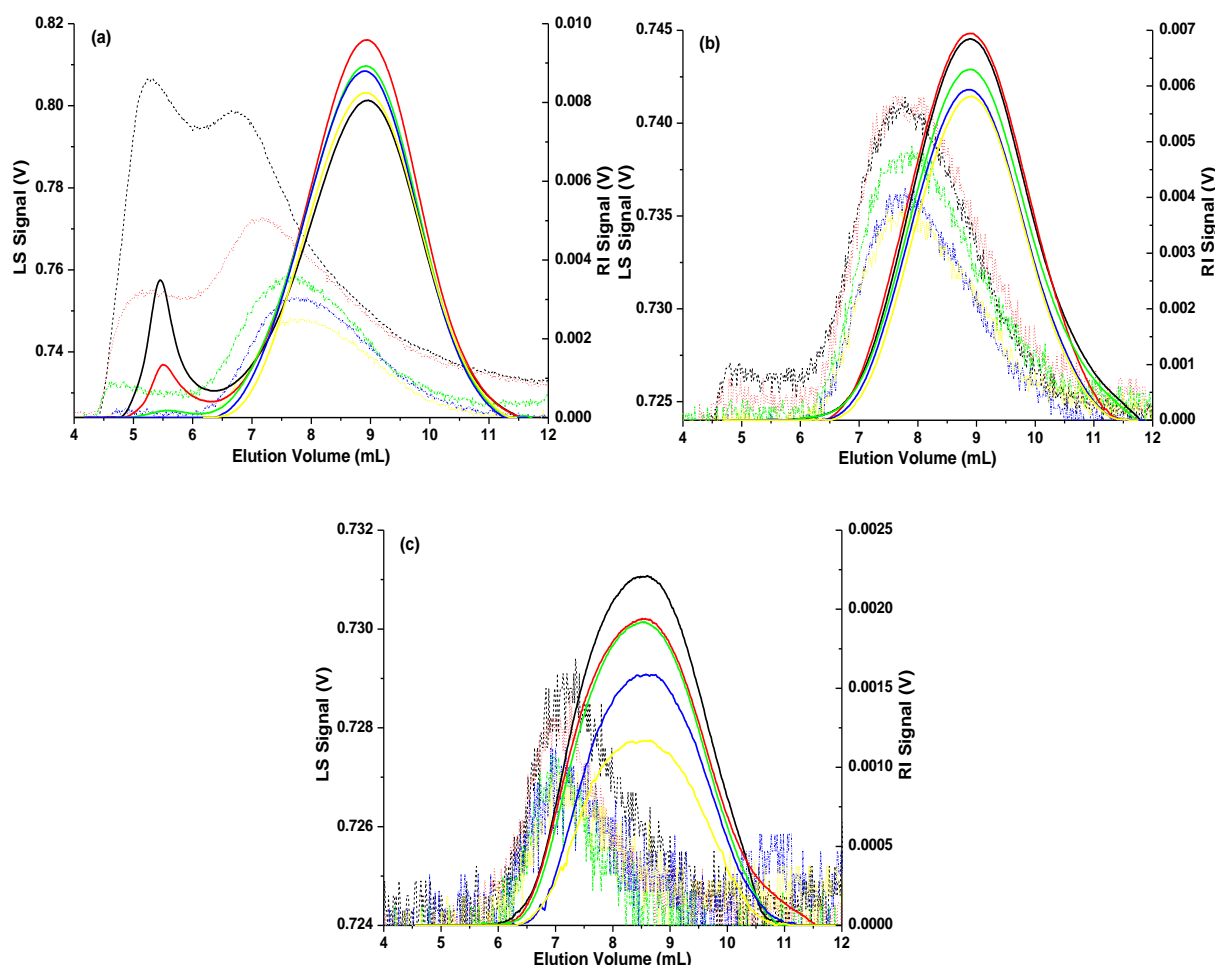 (a)
0.82
0.80
0.78
0.76
0.74
LS Signal (V)
0.010
0.008
0.006
0.004
0.002
0.000
RI Signal (V)
4 5 6 7 8 9 10 11 12
Elution Volume (mL)
(b)
0.745
0.740
0.735
0.730
0.725
LS Signal (V)
0.007
0.006
0.005
0.004
0.003
0.002
0.001
0.000
RI Signal (V)
4 5 6 7 8 9 10 11 12
Elution Volume (mL)
(c)
0.732
0.730
0.728
0.726
0.724
LS Signal (V)
0.0025
0.0020
0.0015
0.0010
0.0005
0.0000
RI Signal (V)
4 5 6 7 8 9 10 11 12
Elution Volume (mL)